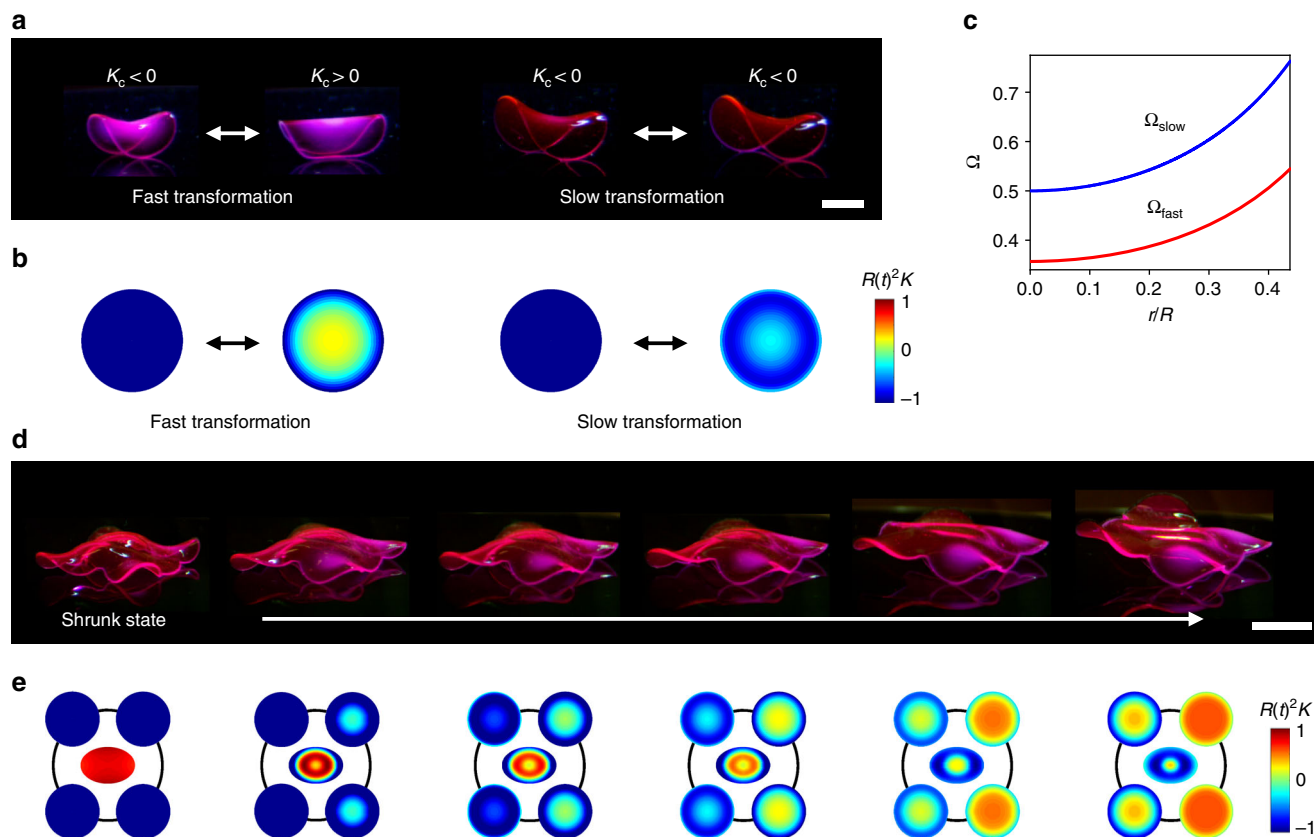 a
K_c < 0
K_c > 0
K_c < 0
K_c < 0
Fast transformation
Slow transformation
b
R(t)²K
1
0
−1
Fast transformation
Slow transformation
c
Ω
0.7
0.6
0.5
0.4
Ω_slow
Ω_fast
0.0 0.1 0.2 0.3 0.4
r/R
d
Shrunk state
e
R(t)²K
1
0
−1